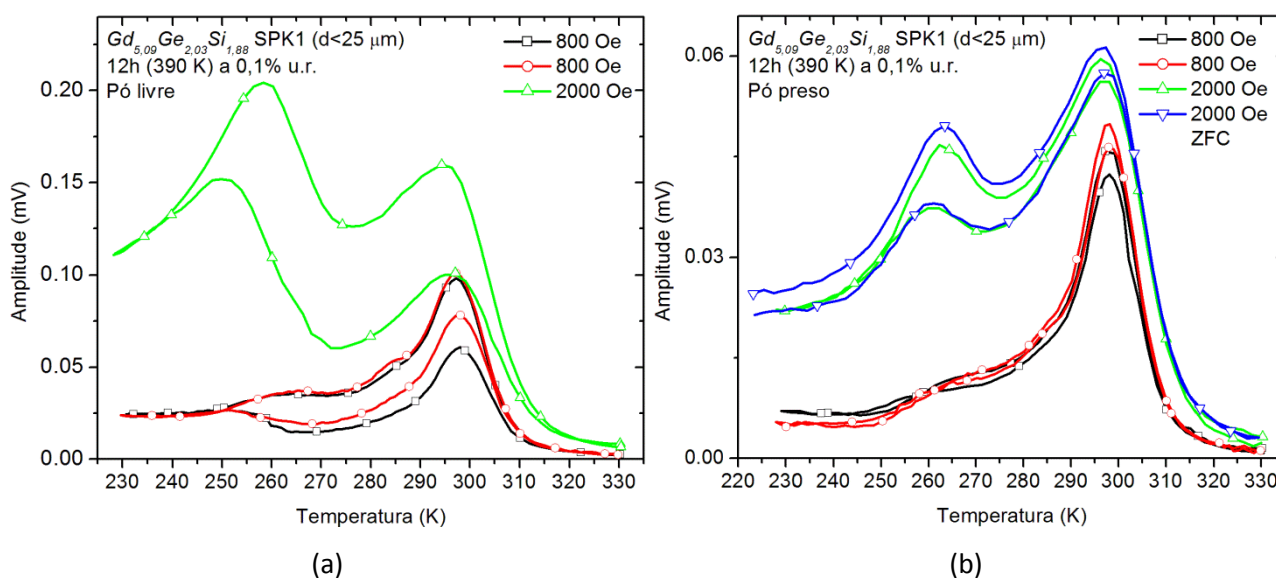 Gd5,09Ge2,03Si1,88 SPK1 (d<25 μm)
12h (390 K) a 0,1% u.r.
Pó livre
800 Oe
800 Oe
2000 Oe
Amplitude (mV)
0.20
0.15
0.10
0.05
0.00
230 240 250 260 270 280 290 300 310 320 330
Temperatura (K)
(a)
Gd5,09Ge2,03Si1,88 SPK1 (d<25 μm)
12h (390 K) a 0,1% u.r.
Pó preso
800 Oe
800 Oe
2000 Oe
2000 Oe
ZFC
Amplitude (mV)
0.06
0.03
0.00
220 230 240 250 260 270 280 290 300 310 320 330
Temperatura (K)
(b)